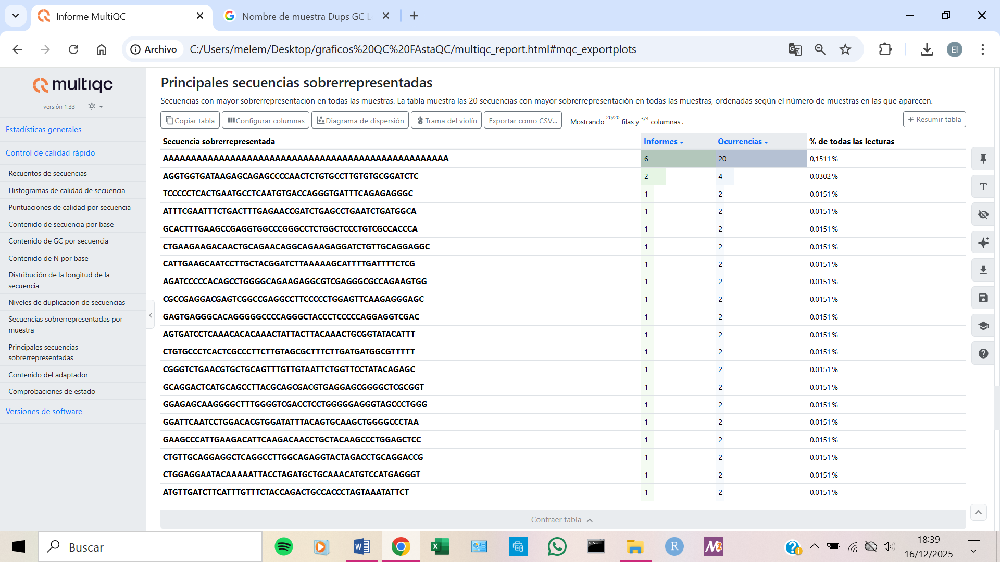 Informe MultiQC
Nombre de muestra Dups GC L
Archivo
C:/Users/melem/Desktop/graficos%20QC%20FAstaQC/multiqc_report.html#mqc_exportplots
El
multiqc
versión 1.33
Estadísticas generales
Control de calidad rápido
Recuentos de secuencias
Histogramas de calidad de secuencia
Puntuaciones de calidad por secuencia
Contenido de secuencia por base
Contenido de GC por secuencia
Contenido de N por base
Distribución de la longitud de la
secuencia
Niveles de duplicación de secuencias
Secuencias sobrerrepresentadas por
muestra
Principales secuencias
sobrerrepresentadas
Contenido del adaptador
Comprobaciones de estado
Versiones de software
Principales secuencias sobrerrepresentadas
Secuencias con mayor sobrerrepresentación en todas las muestras. La tabla muestra las 20 secuencias con mayor sobrerrepresentación en todas las muestras, ordenadas según el número de muestras en las que aparecen.
Copiar tabla Configurar columnas Diagrama de dispersión Trama del violín Exportar como CSV... Mostrando 20/20 filas y 3/3 columnas . Resumir tabla
Secuencia sobrerrepresentada Informes Ocurrencias % de todas las lecturas
AAAAAAAAAAAAAAAAAAAAAAAAAAAAAAAAAAAAAAAAAAAAAAAAAA 6 20 0,1511 %
AGGTGGTGATAAGAGCAGAGCCCCAACTCTGTGCCTTGTGTGCGGATCTC 2 4 0.0302 %
TCCCCCTCACTGAATGCCTCAATGTGACCAGGGTGATTTCAGAGAGGGC 1 2 0.0151 %
ATTTCGAATTTCTGACTTTGAGAACCGATCTGAGCCTGAATCTGATGGCA 1 2 0.0151 %
GCACTTTGAAGCCGAGGTGGCCCGGGCCTCTGGCTCCCTGTCGCCACCCA 1 2 0.0151 %
CTGAAGAAGACAACTGCAGAACAGGCAGAAGAGGATCTGTTGCAGGAGGC 1 2 0.0151 %
CATTGAAGCAATCCTTGCTACGGATCTTAAAAAGCATTTTGATTTTCTCG 1 2 0.0151 %
AGATCCCCCACAGCCTGGGGCAGAAGAGGCGTCGAGGGCGCCAGAAGTGG 1 2 0.0151 %
CGCCGAGGACGAGTCGGCCGAGGCCTTCCCCCTGGAGTTCAAGAGGGAGC 1 2 0.0151 %
GAGTGAGGGCACAGGGGGCCCCAGGGCTACCCTCCCCCAGGAGGTCGAC 1 2 0.0151 %
AGTGATCCTCAAACACACAAACTATTACTTACAAACTGCGGTATACATTT 1 2 0.0151 %
CTGTGCCCTCACTCGCCCTTCTTGTAGCGCTTTCTTGATGATGGCGTTTTT 1 2 0.0151 %
CGGGTCTGAACGTGCTGCAGTTTGTTGTAATTCTGGTTCCTATACAGAGC 1 2 0.0151 %
GCAGGACTCATGCAGCCTTACGCAGCGACGTGAGGAGCGGGGCTCGCGGT 1 2 0.0151 %
GGAGAGCAAGGGGCTTTGGGGTCGACCTCCTGGGGGAGGGTAGCCCTGGG 1 2 0.0151 %
GGATTCAATCCTGGACACGTGGATATTTACAGTGCAAGCTGGGGCCCTAA 1 2 0.0151 %
GAAGCCCATTGAAGACATTCAAGACAACCTGCTACAAGCCCTGGAGCTCC 1 2 0.0151 %
CTGTTGCAGGAGGCTCAGGCCTTGGCAGAGGTACTAGACCTGCAGGACCG 1 2 0.0151 %
CTGGAGGAATACAAAAATTACCTAGATGCTGCAAACATGTCCATGAGGGT 1 2 0.0151 %
ATGTTGATCTTCATTTGTTTCTACCAGACTGCCACCCTAGTAAATATTCT 1 2 0.0151 %
Contraer tabla
Buscar
18:39
16/12/2025